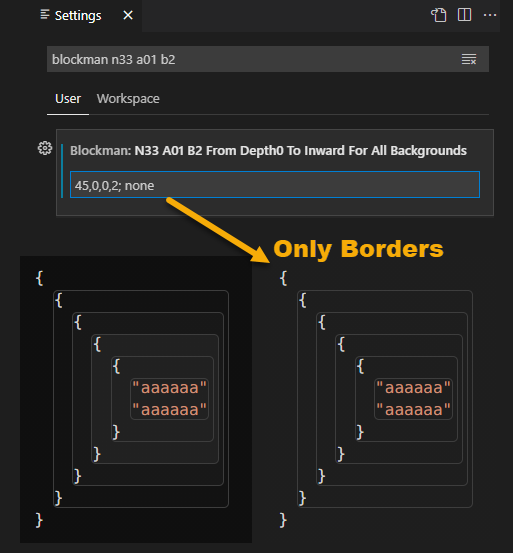 Settings
blockman n33 a01 b2
User Workspace
Blockman: N33 A01 B2 From Depth0 To Inward For All Backgrounds
45,0,0,2; none
Only Borders
{ {
{ {
{ {
{ {
{ {
"aaaaaa" "aaaaaa"
"aaaaaa" "aaaaaa"
} }
} }
} }
} }
} }